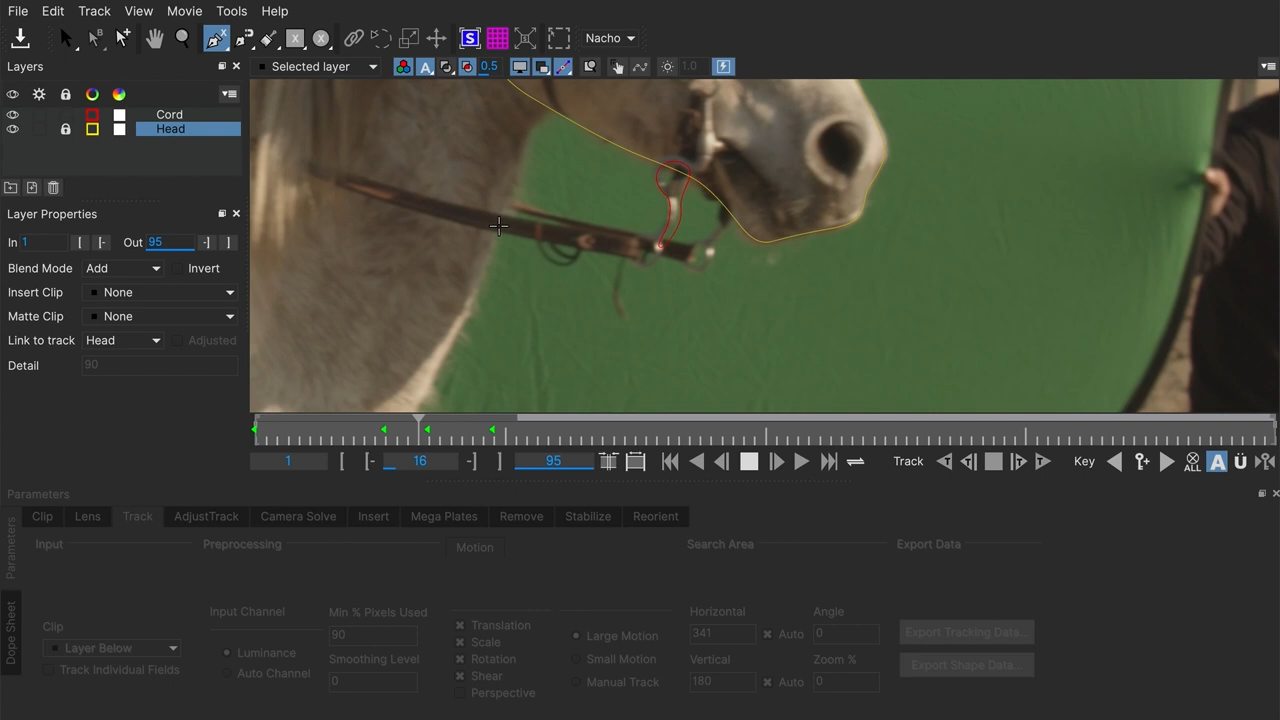 File Edit Track View Movie Tools Help
Nacho
Layers
Selected layer
A
0.5
1.0
Cord
Head
Layer Properties
In 1 Out 95
Blend Mode Add Invert
Insert Clip None
Matte Clip None
Link to track Head Adjusted
Detail 90
1 16 95 Track Key ALL A
Parameters
Clip Lens Track AdjustTrack Camera Solve Insert Mega Plates Remove Stabilize Reorient
Input Preprocessing Motion Search Area Export Data
Parameters
Dope Sheet
Clip
Layer Below
Track Individual Fields
Input Channel
Luminance
Auto Channel
Min % Pixels Used
90
Smoothing Level
0
Translation
Scale
Rotation
Shear
Perspective
Large Motion
Small Motion
Manual Track
Horizontal Angle
341 Auto 0
Vertical Zoom %
180 Auto 0
Export Tracking Data...
Export Shape Data...